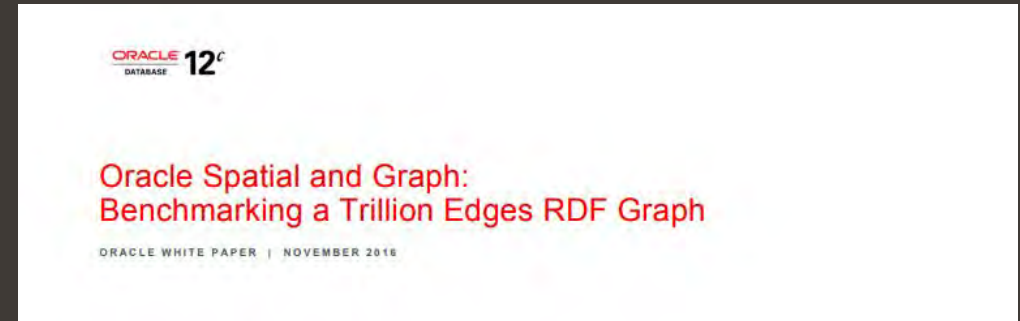 ORACLE
DATABASE
12c
Oracle Spatial and Graph:
Benchmarking a Trillion Edges RDF Graph
ORACLE WHITE PAPER | NOVEMBER 2016